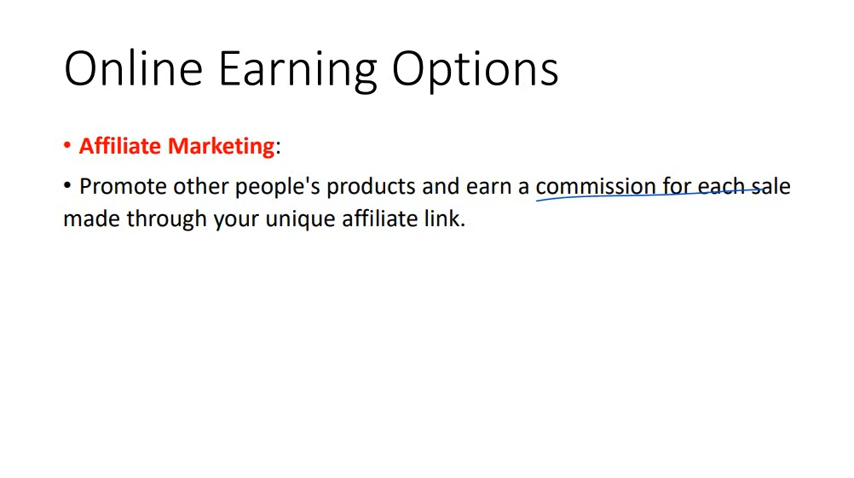 Online Earning Options
• Affiliate Marketing:
• Promote other people's products and earn a commission for each sale
made through your unique affiliate link.